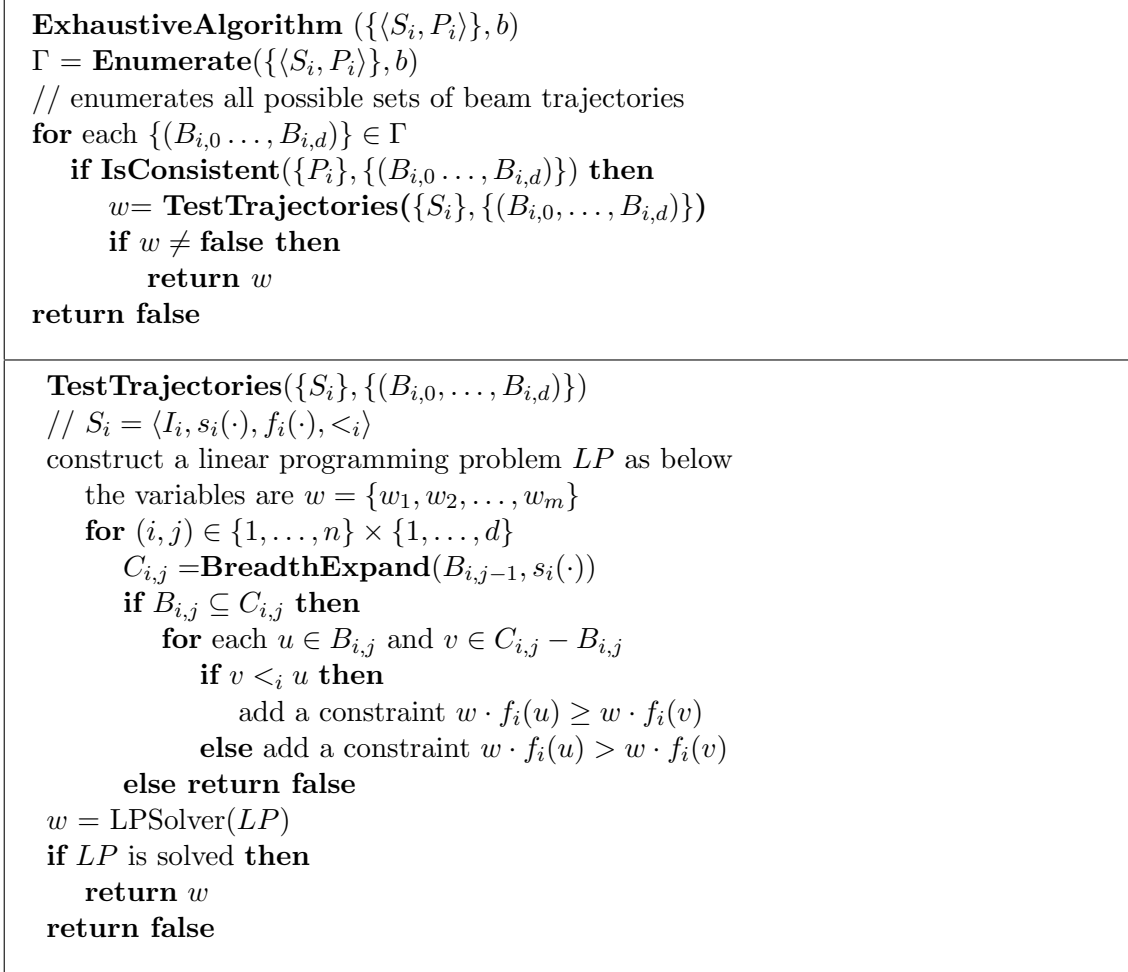 ExhaustiveAlgorithm ({⟨S_i, P_i⟩}, b)
Γ = Enumerate({⟨S_i, P_i⟩}, b)
// enumerates all possible sets of beam trajectories
for each {(B_{i,0} . . . , B_{i,d})} ∈ Γ
if IsConsistent({P_i}, {(B_{i,0} . . . , B_{i,d})}) then
w= TestTrajectories({S_i}, {(B_{i,0}, . . . , B_{i,d})})
if w ≠ false then
return w
return false
TestTrajectories({S_i}, {(B_{i,0}, . . . , B_{i,d})})
// S_i = ⟨I_i, s_i(·), f_i(·), <_i⟩
construct a linear programming problem LP as below
the variables are w = {w_1, w_2, . . . , w_m}
for (i, j) ∈ {1, . . . , n} × {1, . . . , d}
C_{i,j} =BreadthExpand(B_{i,j−1}, s_i(·))
if B_{i,j} ⊆ C_{i,j} then
for each u ∈ B_{i,j} and v ∈ C_{i,j} − B_{i,j}
if v <_i u then
add a constraint w · f_i(u) ≥ w · f_i(v)
else add a constraint w · f_i(u) > w · f_i(v)
else return false
w = LPSolver(LP)
if LP is solved then
return w
return false